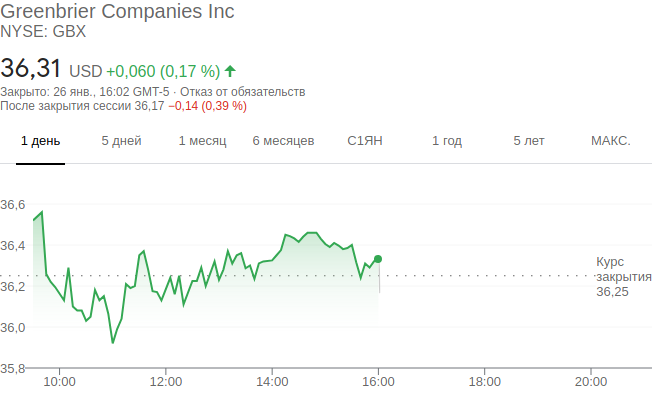 Greenbrier Companies Inc
NYSE: GBX
36,31 USD +0,060 (0,17 %)
Закрыто: 26 янв., 16:02 GMT-5 · Отказ от обязательств
После закрытия сессии 36,17 −0,14 (0,39 %)
1 день 5 дней 1 месяц 6 месяцев С1ЯН 1 год 5 лет МАКС.
36,6
36,4
Курс
закрытия
36,25
36,2
36,0
35,8
10:00 12:00 14:00 16:00 18:00 20:00